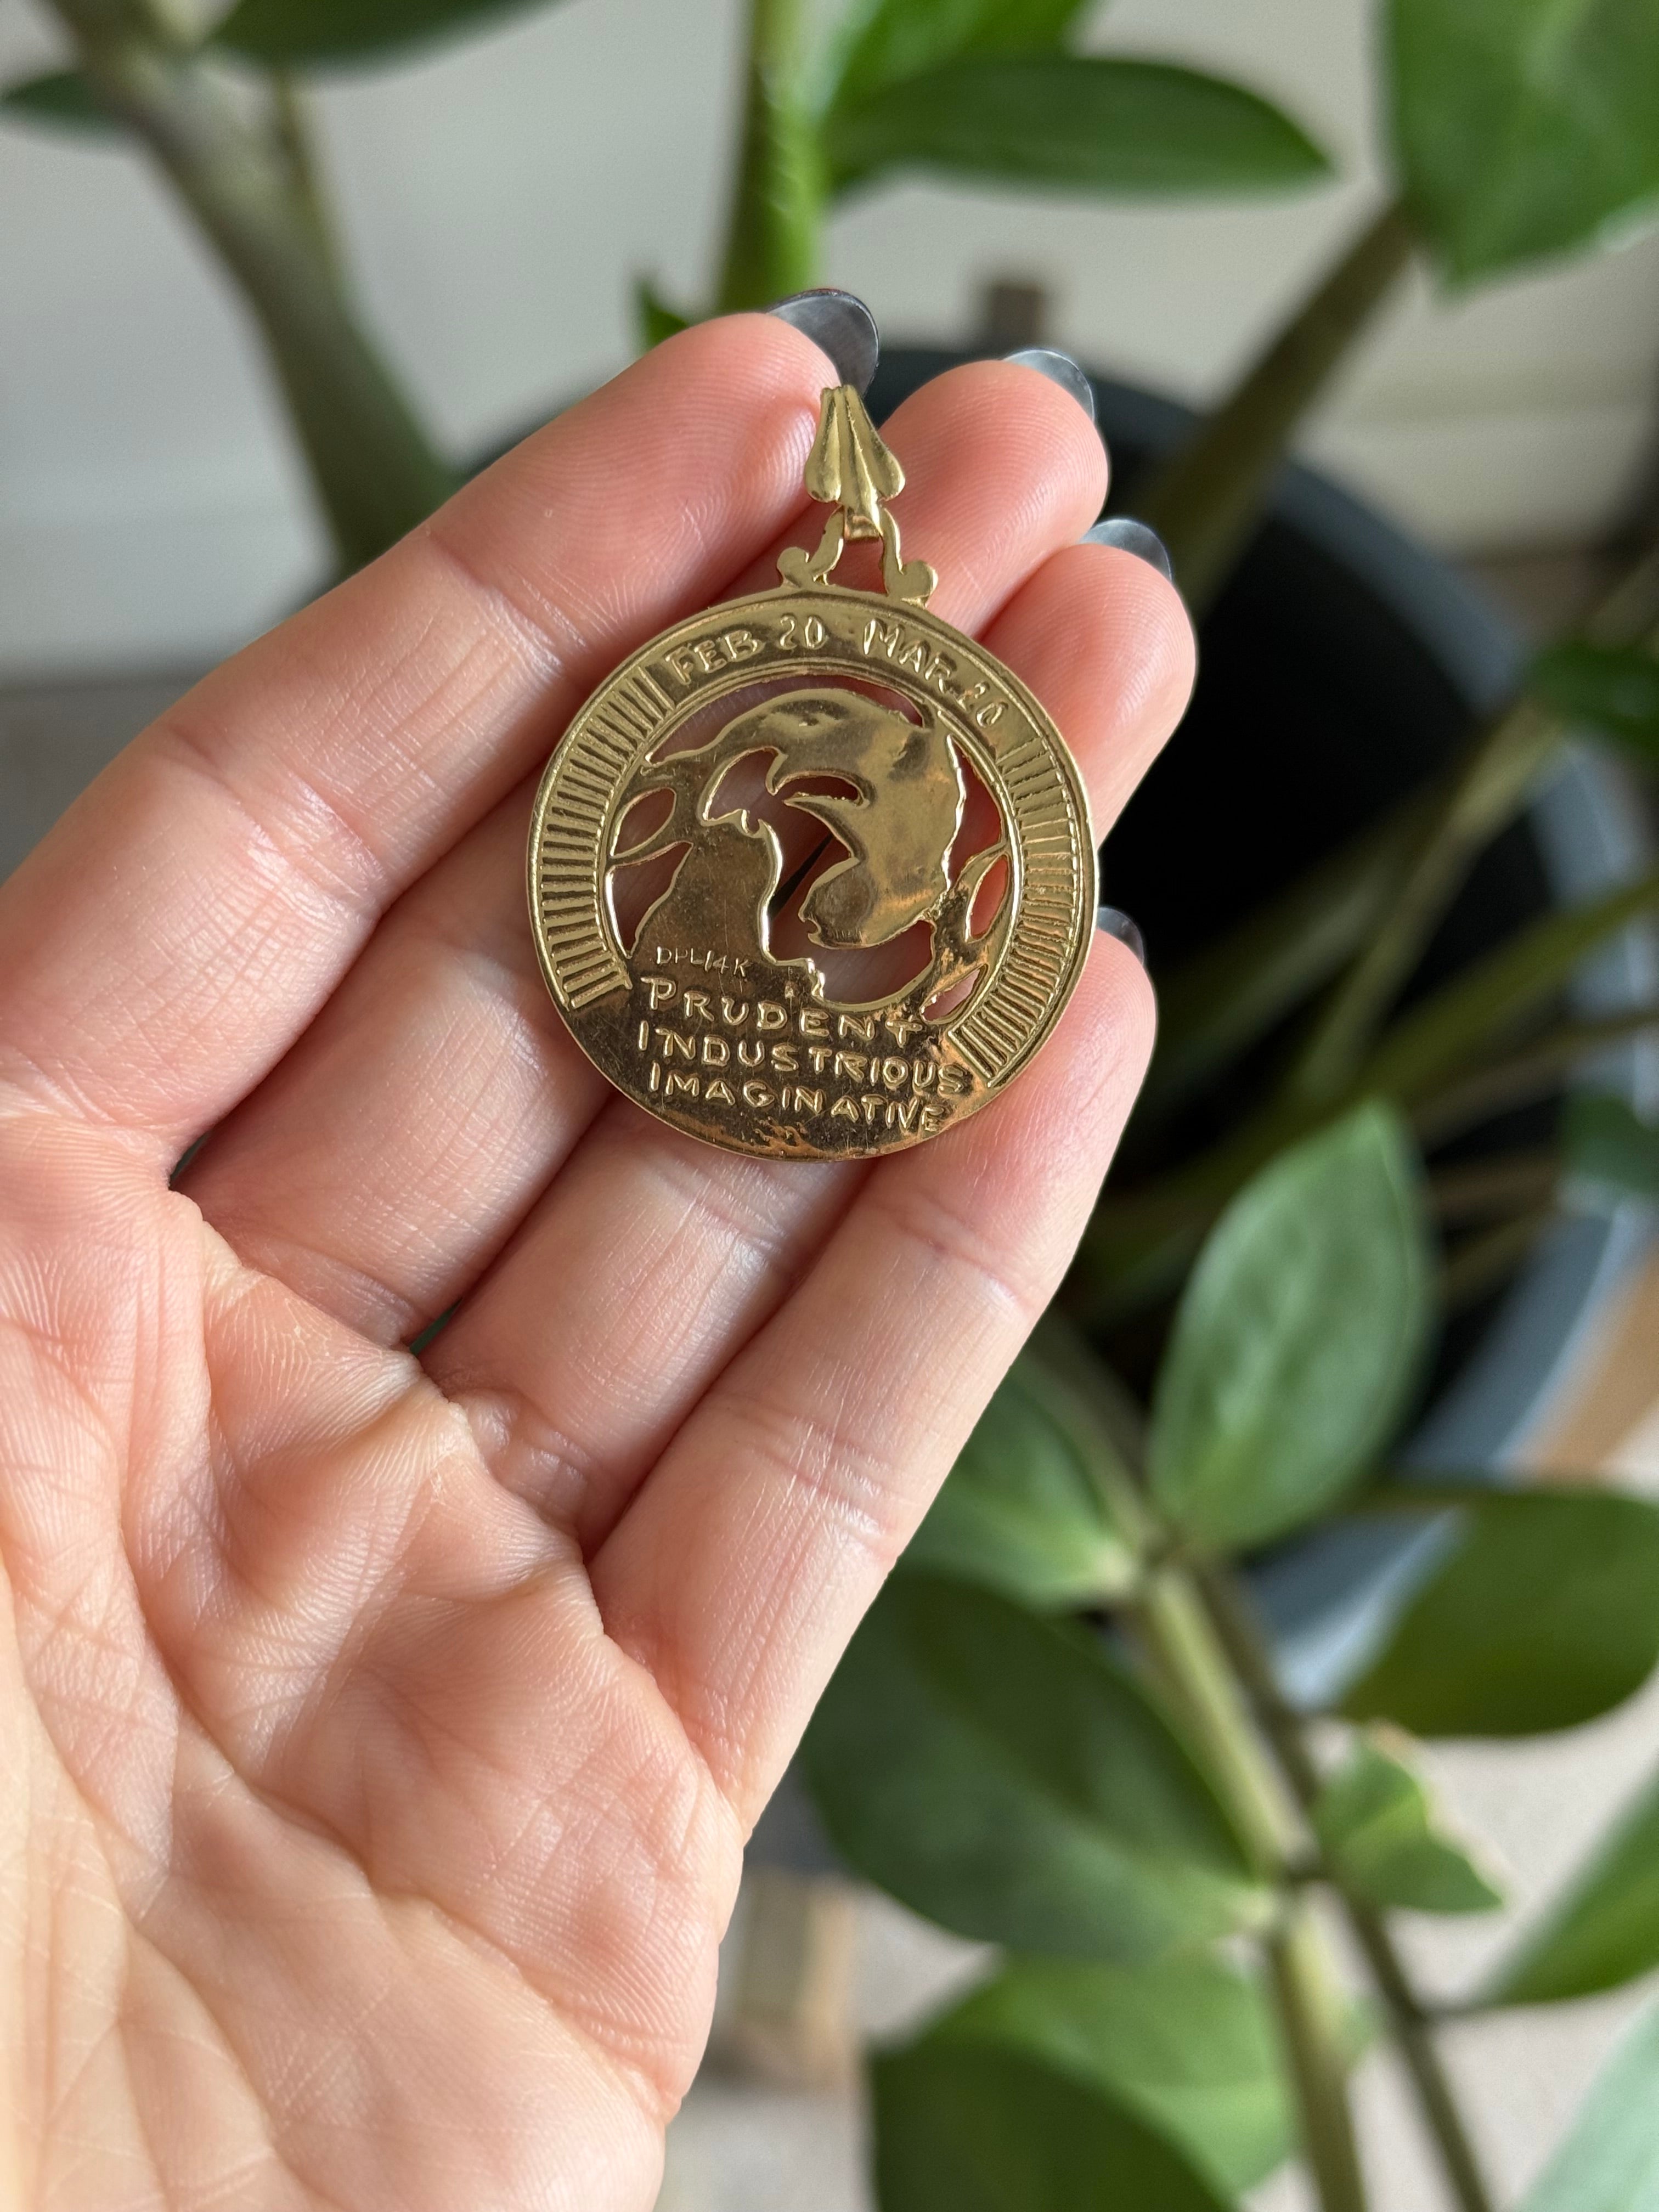 FEB 20 MAR 20
DPL14K
PRUDENT
INDUSTRIOUS
IMAGINATIVE